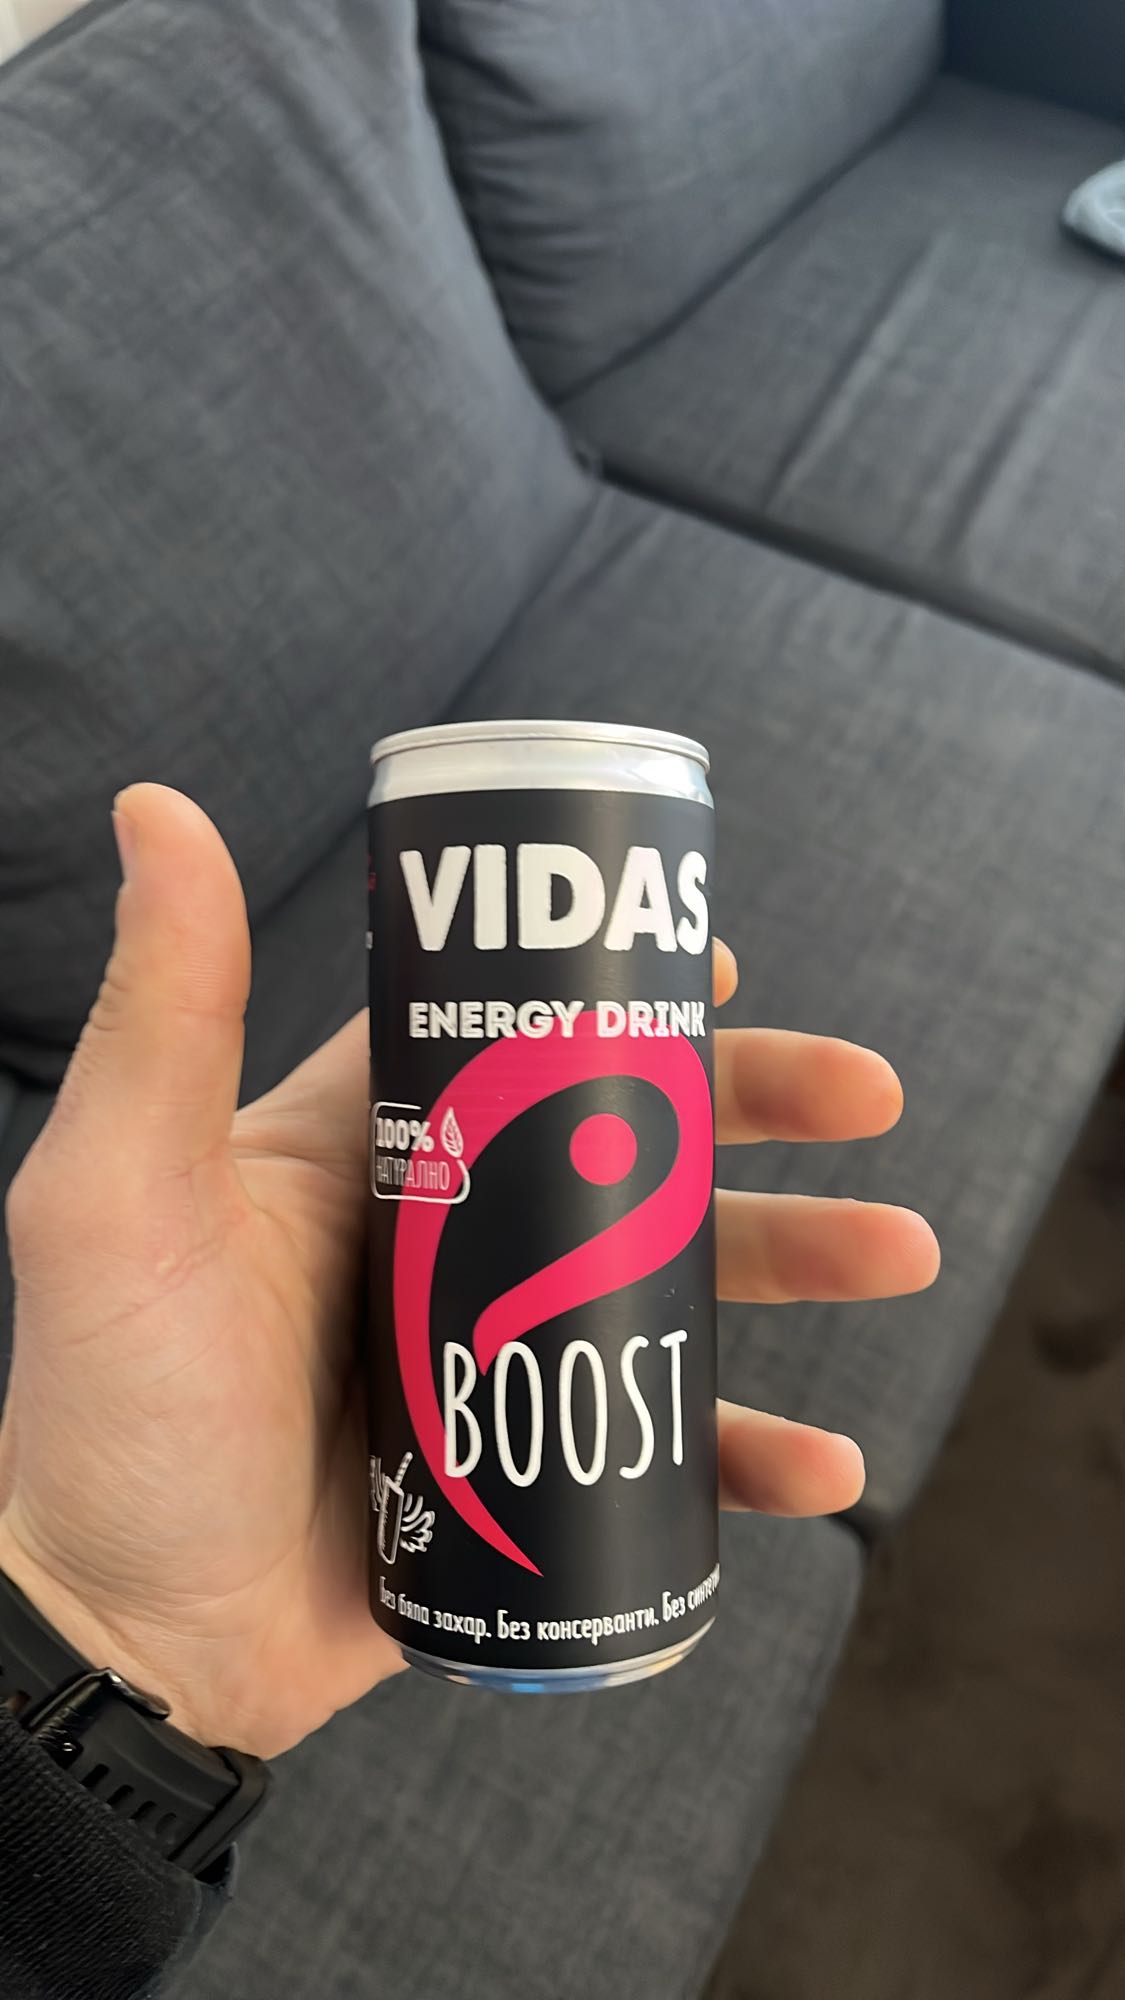 VIDAS
ENERGY DRINK
100%
НАТУРАЛНО
BOOST
Без бяла захар. Без консерванти. Без